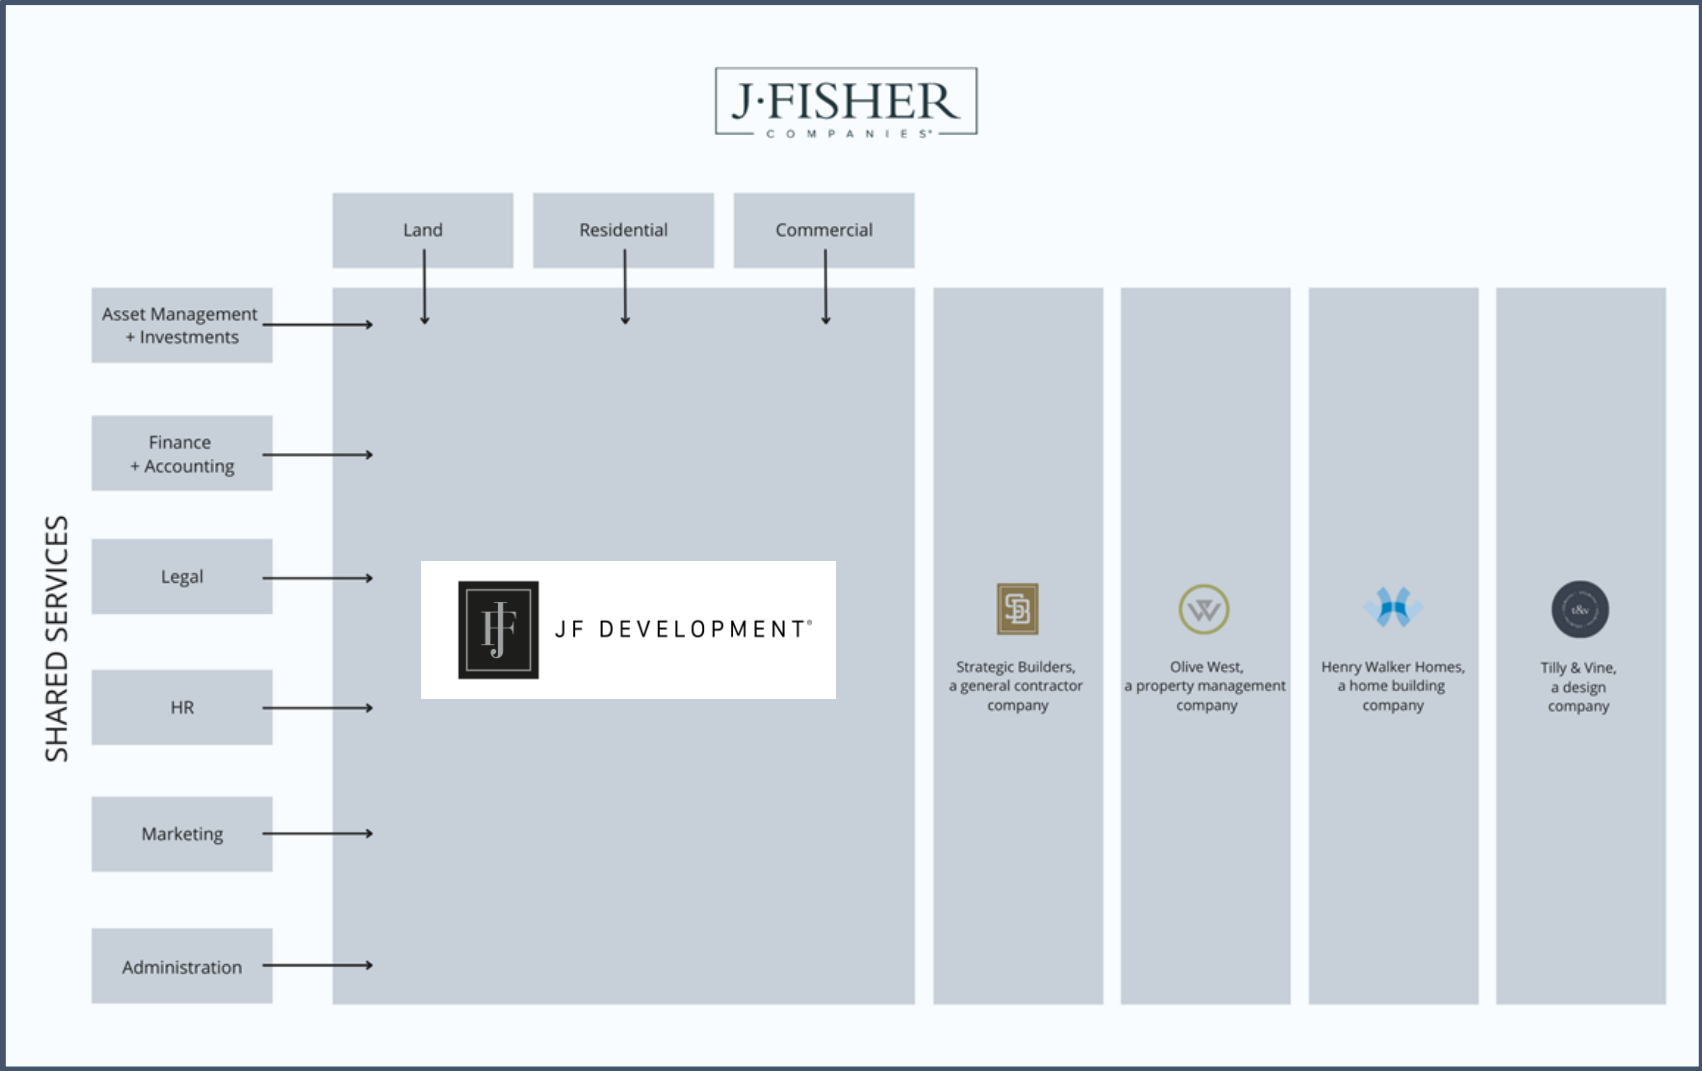 J·FISHER
COMPANIES®
Land
Residential
Commercial
Asset Management
+ Investments
Finance
+ Accounting
Legal
HR
Marketing
Administration
SHARED SERVICES
JF
JF DEVELOPMENT®
SB
Strategic Builders,
a general contractor
company
W
Olive West,
a property management
company
Henry Walker Homes,
a home building
company
t&v
Tilly & Vine,
a design
company